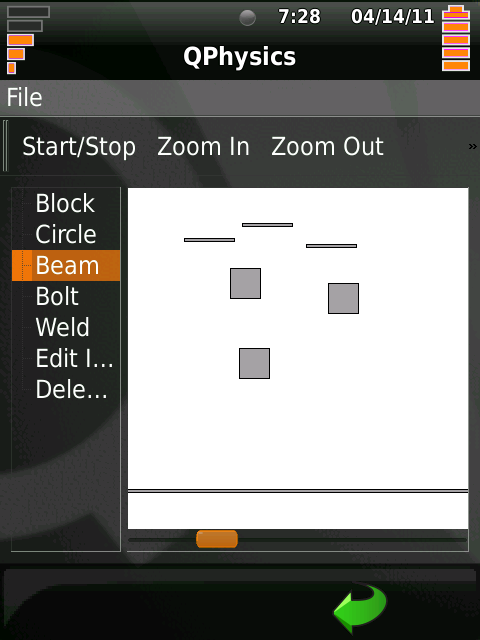 7:28 04/14/11
QPhysics
File
Start/Stop Zoom In Zoom Out »
Block
Circle
Beam
Bolt
Weld
Edit I...
Dele...